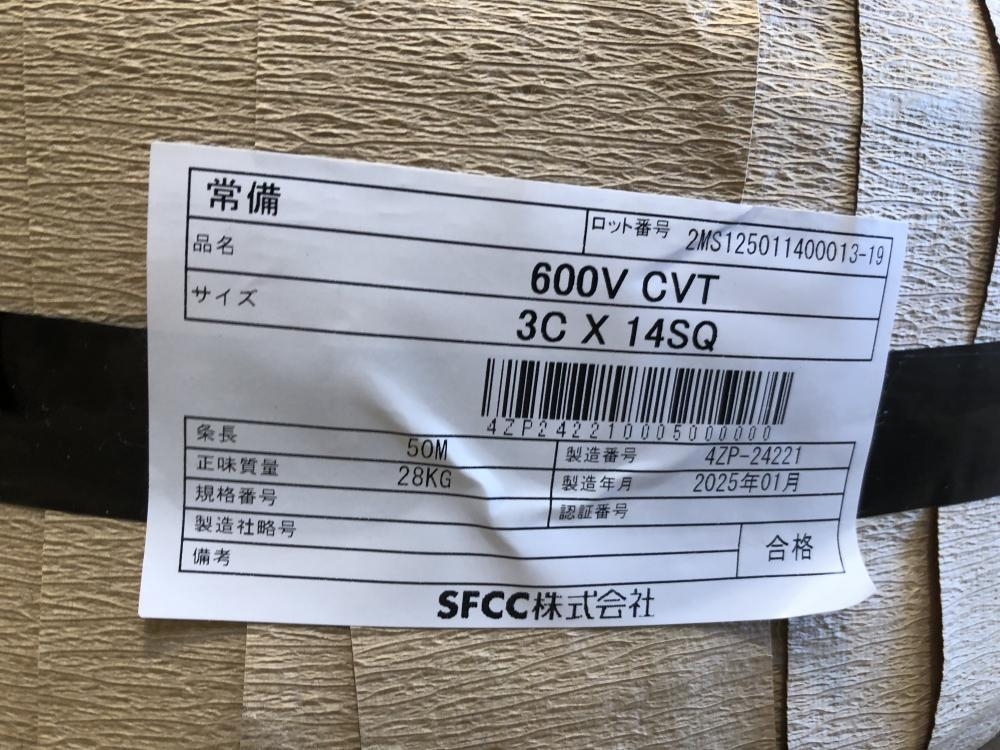 常備
ロット番号 2MS125011400013-19
品名 600V CVT
サイズ 3C X 14SQ
4ZP242210005000000
条長 50M
製造番号 4ZP-24221
正味質量 28KG
製造年月 2025年01月
規格番号
認証番号
製造社略号
備考
合格
SFCC株式会社